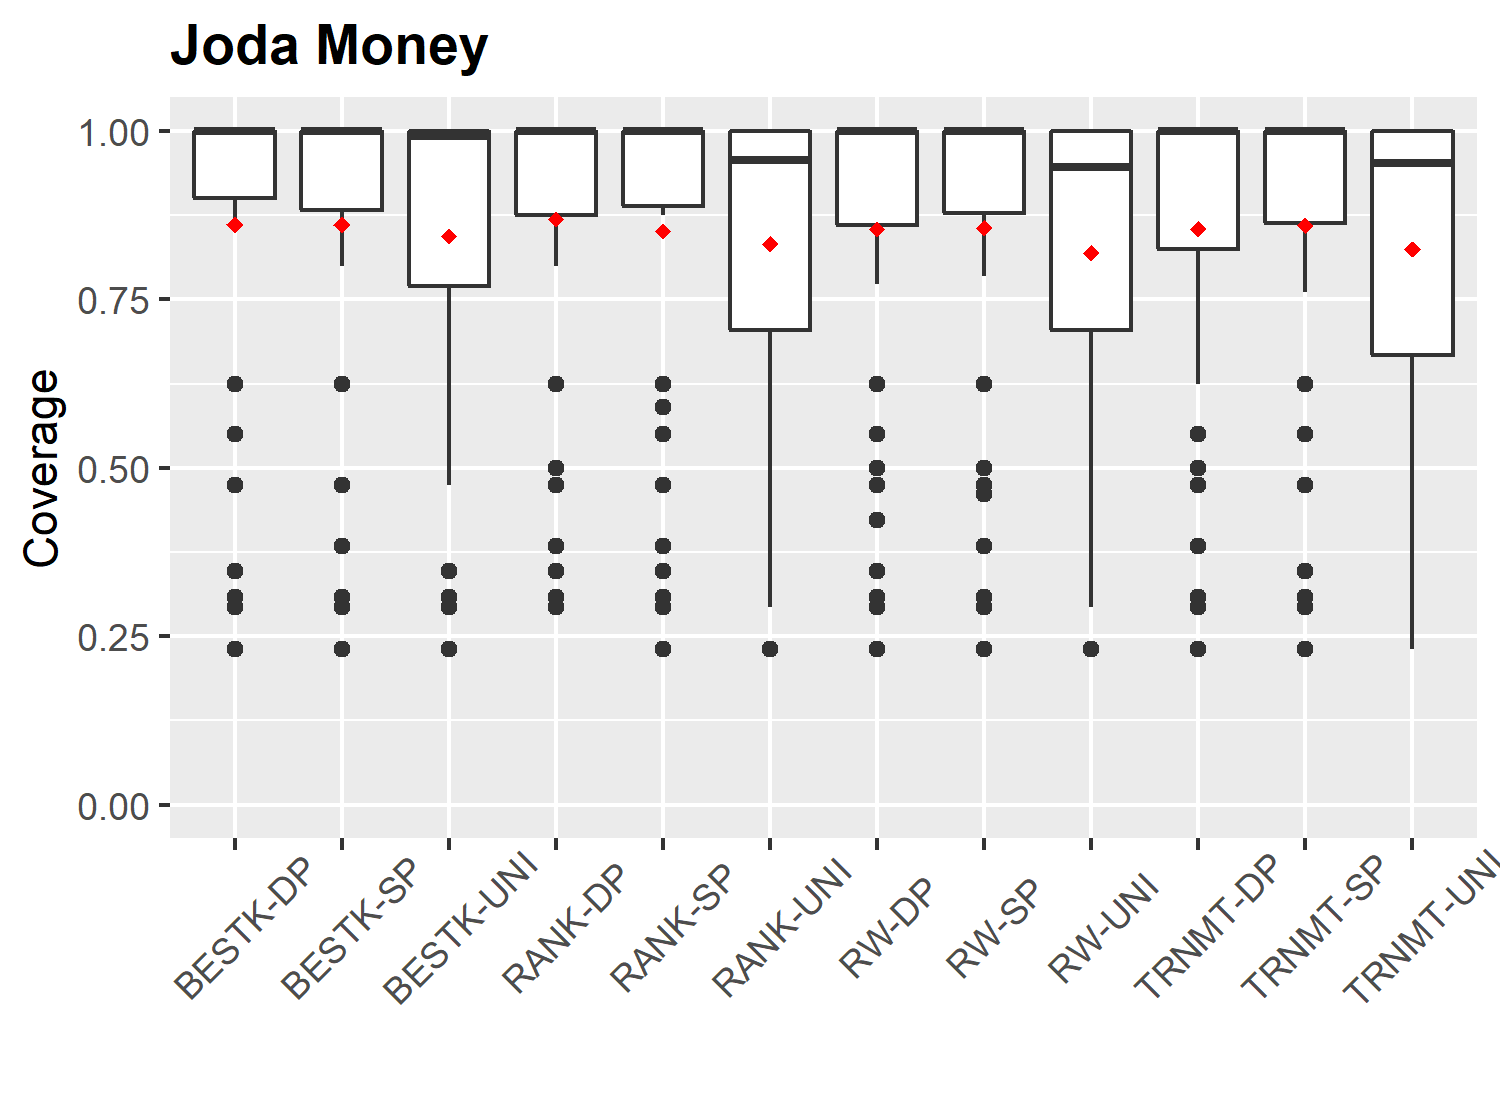 Joda Money
Coverage
1.00
0.75
0.50
0.25
0.00
BESTK-DP
BESTK-SP
BESTK-UNI
RANK-DP
RANK-SP
RANK-UNI
RW-DP
RW-SP
RW-UNI
TRNMT-DP
TRNMT-SP
TRNMT-UNI